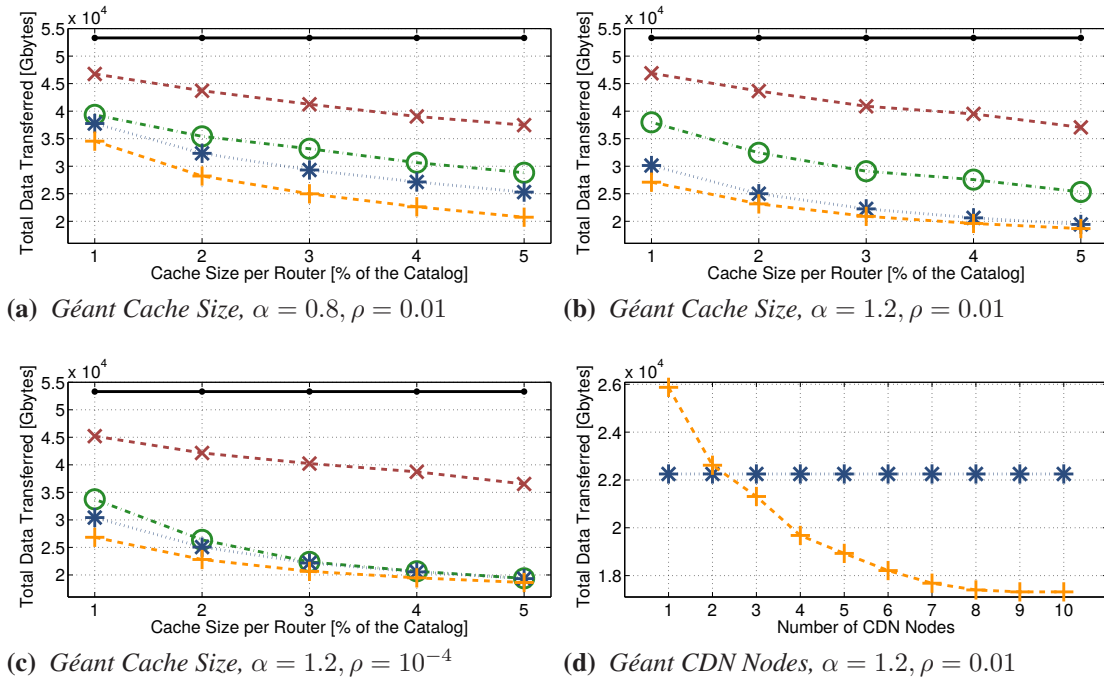 x 10^4
5.5
5
4.5
4
3.5
3
2.5
2
Total Data Transferred [Gbytes]
1 2 3 4 5
Cache Size per Router [% of the Catalog]
(a) Géant Cache Size, α = 0.8, ρ = 0.01
x 10^4
5.5
5
4.5
4
3.5
3
2.5
2
Total Data Transferred [Gbytes]
1 2 3 4 5
Cache Size per Router [% of the Catalog]
(b) Géant Cache Size, α = 1.2, ρ = 0.01
x 10^4
5.5
5
4.5
4
3.5
3
2.5
2
Total Data Transferred [Gbytes]
1 2 3 4 5
Cache Size per Router [% of the Catalog]
(c) Géant Cache Size, α = 1.2, ρ = 10⁻⁴
x 10^4
2.6
2.4
2.2
2
1.8
Total Data Transferred [Gbytes]
1 2 3 4 5 6 7 8 9 10
Number of CDN Nodes
(d) Géant CDN Nodes, α = 1.2, ρ = 0.01